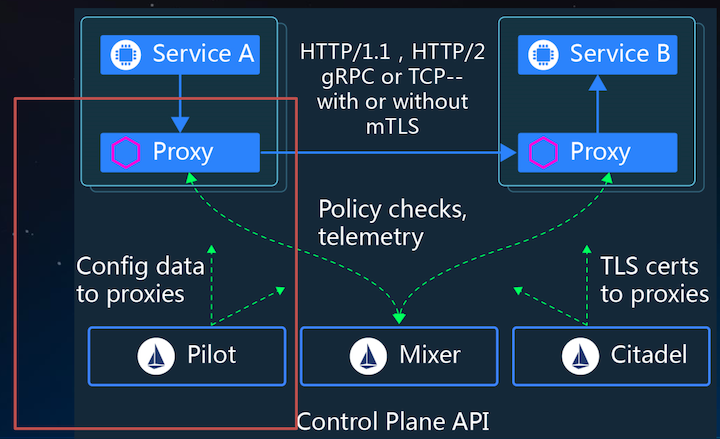 Service A
HTTP/1.1 , HTTP/2
gRPC or TCP--
with or without
mTLS
Service B
Proxy
Proxy
Policy checks,
telemetry
Config data
to proxies
TLS certs
to proxies
Pilot
Mixer
Citadel
Control Plane API